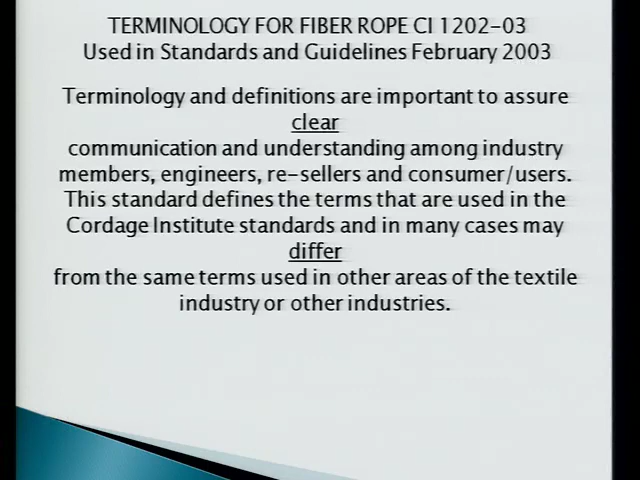 TERMINOLOGY FOR FIBER ROPE CI 1202-03
Used in Standards and Guidelines February 2003
Terminology and definitions are important to assure
clear
communication and understanding among industry
members, engineers, re-sellers and consumer/users.
This standard defines the terms that are used in the
Cordage Institute standards and in many cases may
differ
from the same terms used in other areas of the textile
industry or other industries.